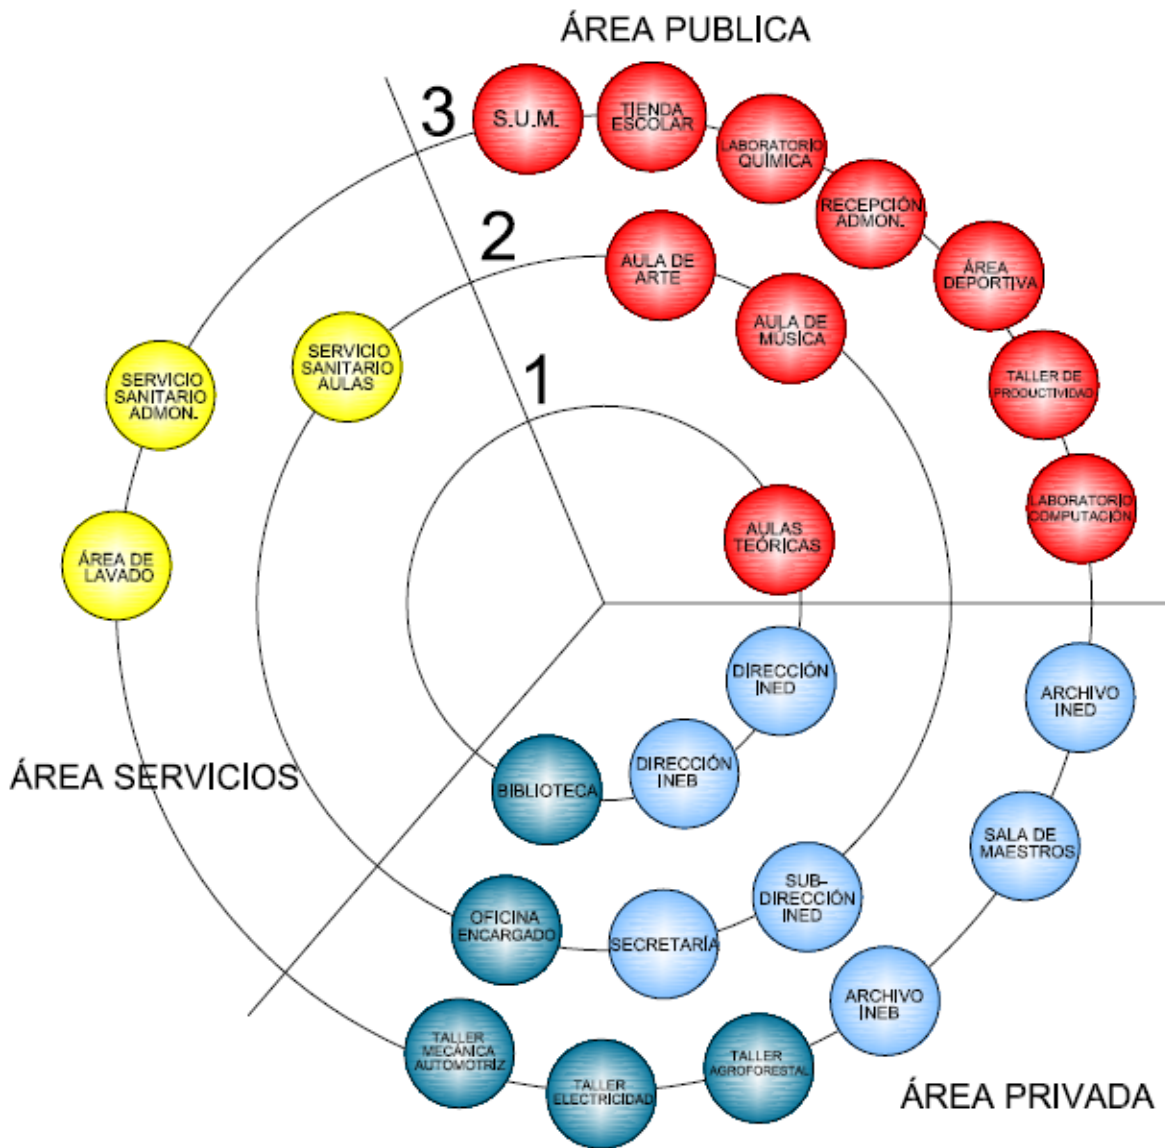 ÁREA PUBLICA
3
S.U.M.
TIENDA
ESCOLAR
LABORATORIO
QUÍMICA
RECEPCIÓN
ADMON.
ÁREA
DEPORTIVA
TALLER DE
PRODUCTIVIDAD
LABORATORIO
COMPUTACIÓN
2
AULA DE
ARTE
AULA DE
MÚSICA
1
AULAS
TEÓRICAS
SERVICIO
SANITARIO
AULAS
SERVICIO
SANITARIO
ADMON.
ÁREA DE
LAVADO
ÁREA SERVICIOS
DIRECCIÓN
INED
DIRECCIÓN
INEB
BIBLIOTECA
ARCHIVO
INED
SALA DE
MAESTROS
SUB-
DIRECCIÓN
INED
SECRETARÍA
OFICINA
ENCARGADO
ARCHIVO
INEB
TALLER
AGROFORESTAL
TALLER
ELECTRICIDAD
TALLER
MECÁNICA
AUTOMOTRÍZ
ÁREA PRIVADA